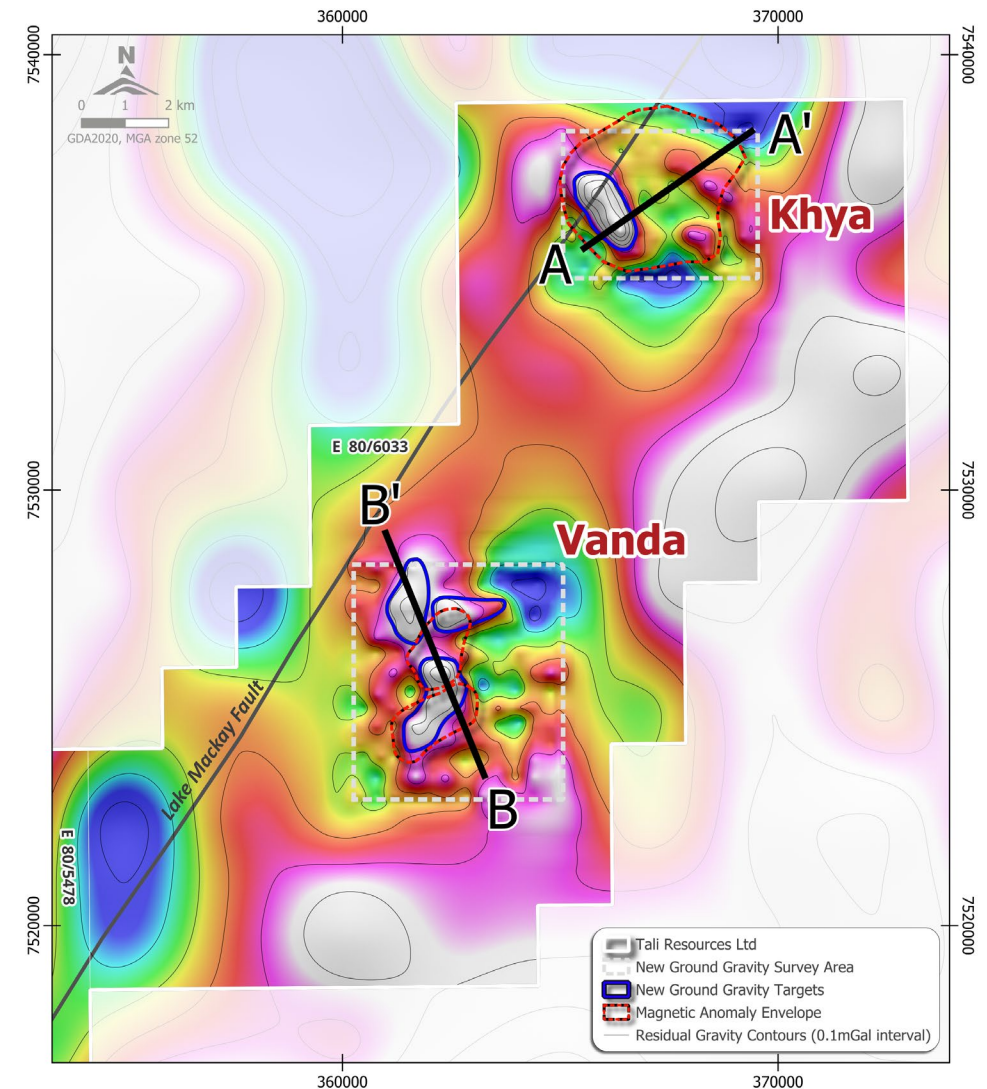 360000
370000
7540000
7540000
N
0 1 2 km
GDA2020, MGA zone 52
A'
Khya
A
E 80/6033
7530000
7530000
B'
Vanda
Lake Mackay Fault
B
E 80/5478
7520000
7520000
Tali Resources Ltd
New Ground Gravity Survey Area
New Ground Gravity Targets
Magnetic Anomaly Envelope
Residual Gravity Contours (0.1mGal interval)
360000
370000